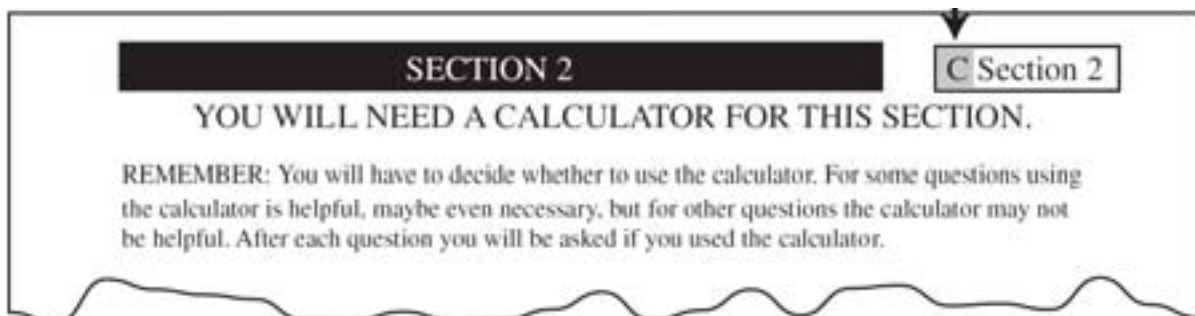 SECTION 2
C Section 2
YOU WILL NEED A CALCULATOR FOR THIS SECTION.
REMEMBER: You will have to decide whether to use the calculator. For some questions using
the calculator is helpful, maybe even necessary, but for other questions the calculator may not
be helpful. After each question you will be asked if you used the calculator.